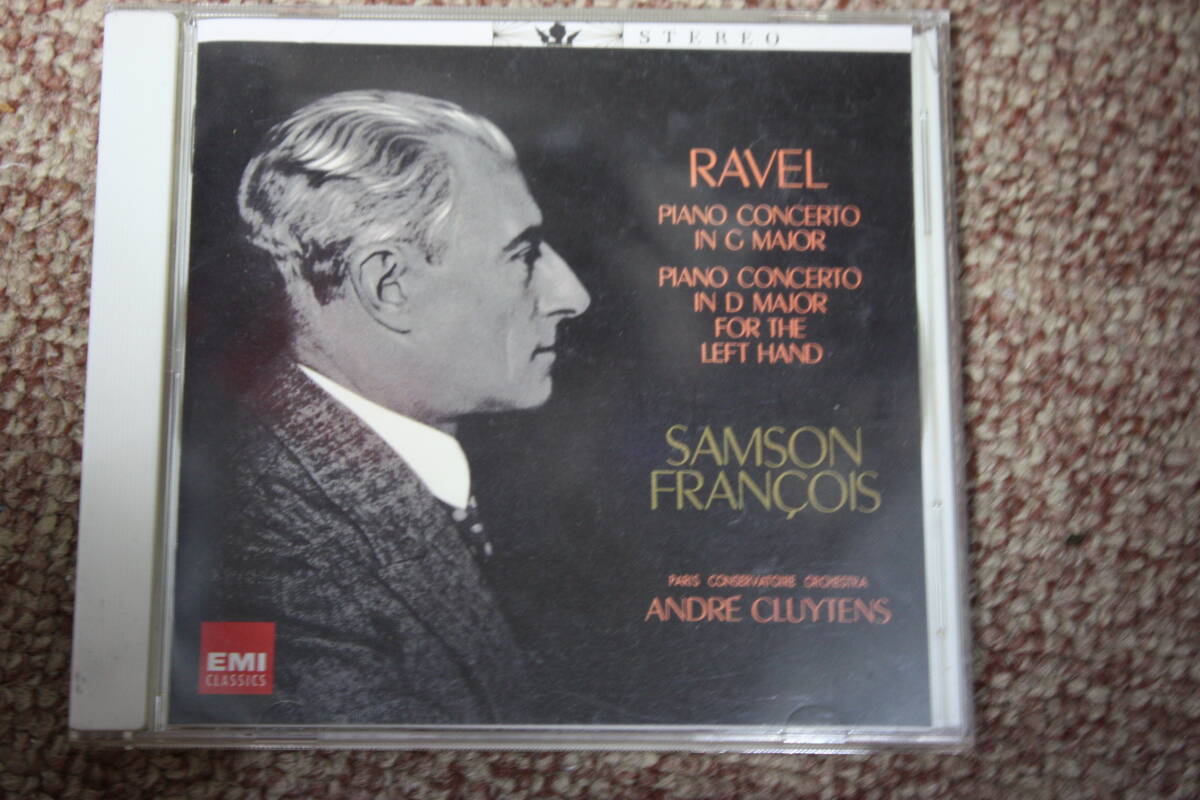 STEREO
RAVEL
PIANO CONCERTO
IN G MAJOR
PIANO CONCERTO
IN D MAJOR
FOR THE
LEFT HAND
SAMSON
FRANÇOIS
PARIS CONSERVATOIRE ORCHESTRA
ANDRÉ CLUYTENS
EMI
CLASSICS